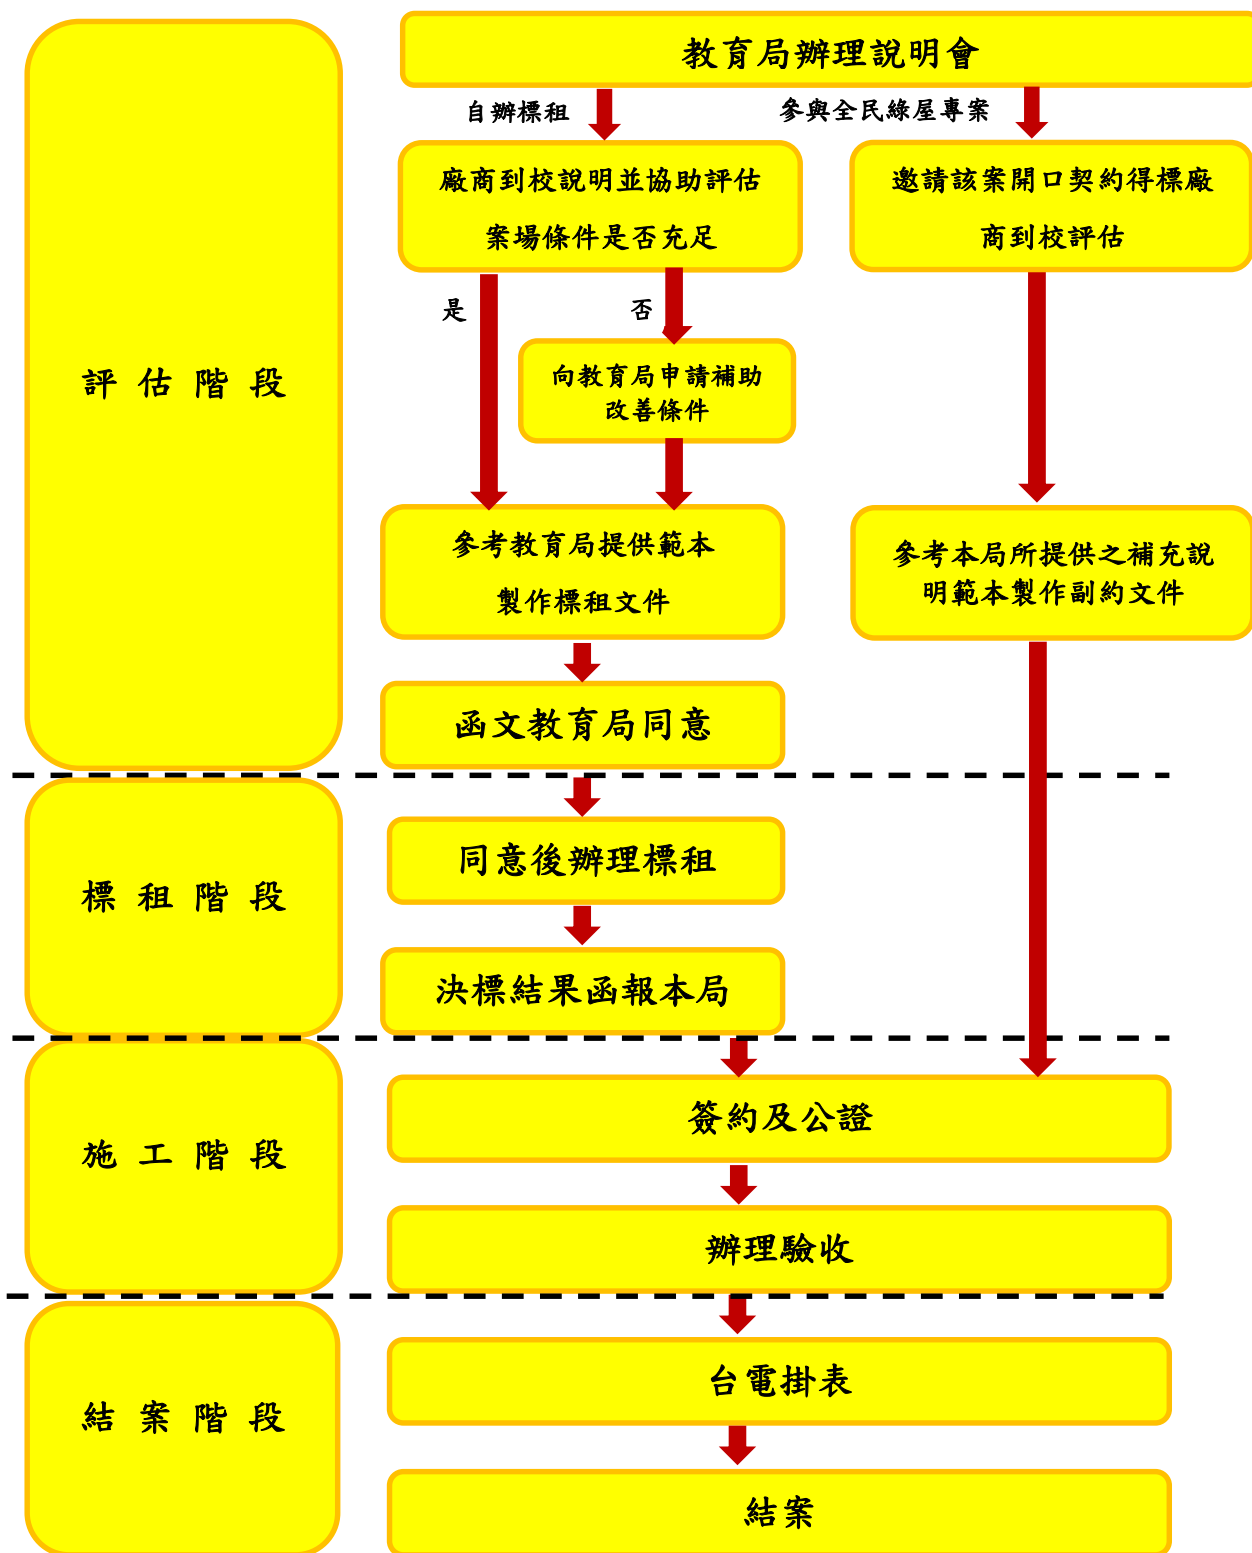 教育局辦理說明會
自辦標租
參與全民綠屋專案
廠商到校說明並協助評估
案場條件是否充足
邀請該案開口契約得標廠
商到校評估
是
否
向教育局申請補助
改善條件
評估階段
參考教育局提供範本
製作標租文件
參考本局所提供之補充說
明範本製作副約文件
函文教育局同意
標租階段
同意後辦理標租
決標結果函報本局
施工階段
簽約及公證
辦理驗收
結案階段
台電掛表
結案